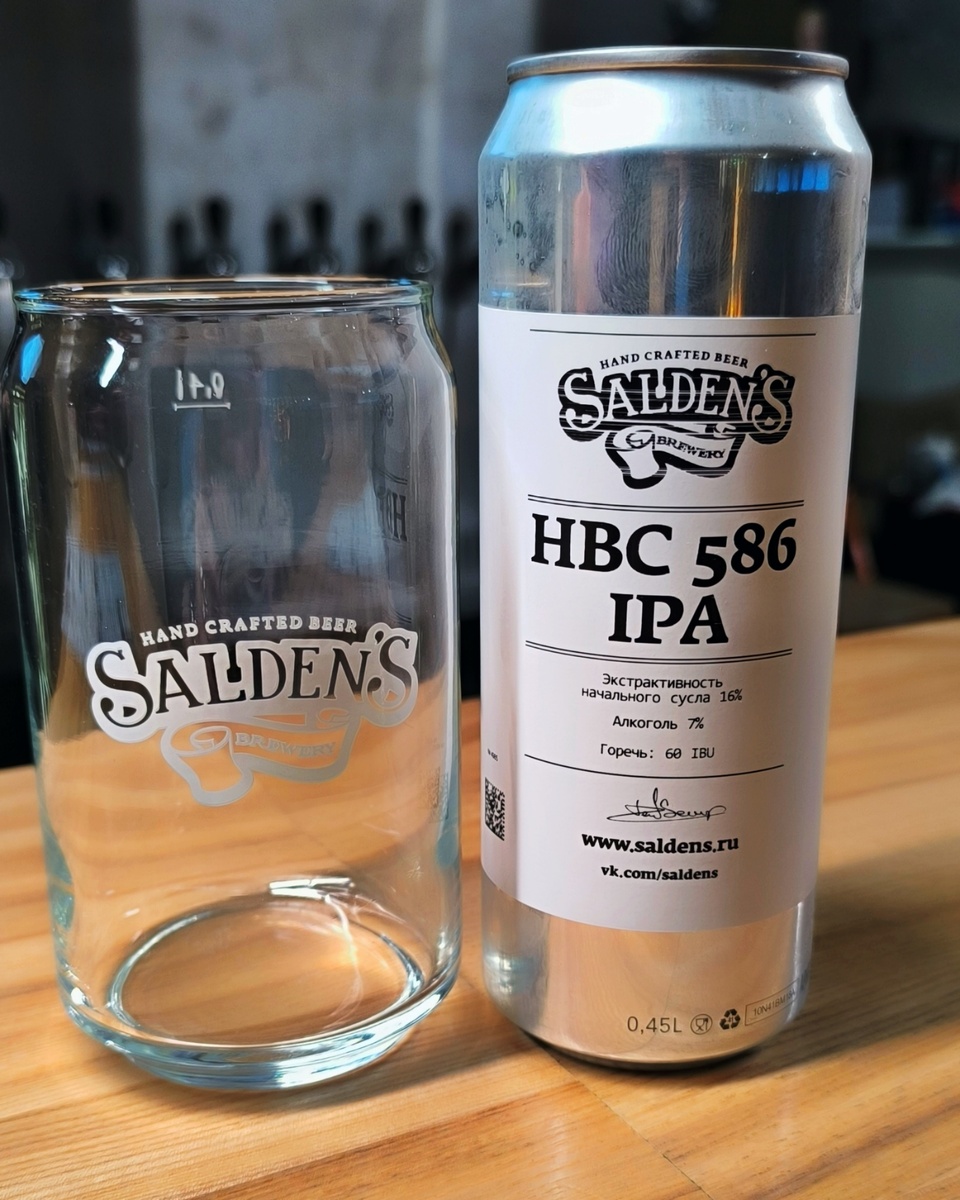 0,4l
HAND CRAFTED BEER
SALDEN'S
BREWERY
HAND CRAFTED BEER
SALDEN'S
BREWERY
HBC 586
IPA
Экстрактивность
начального сусла 16%
Алкоголь 7%
Горечь: 60 IBU
www.saldens.ru
vk.com/saldens
0,45L